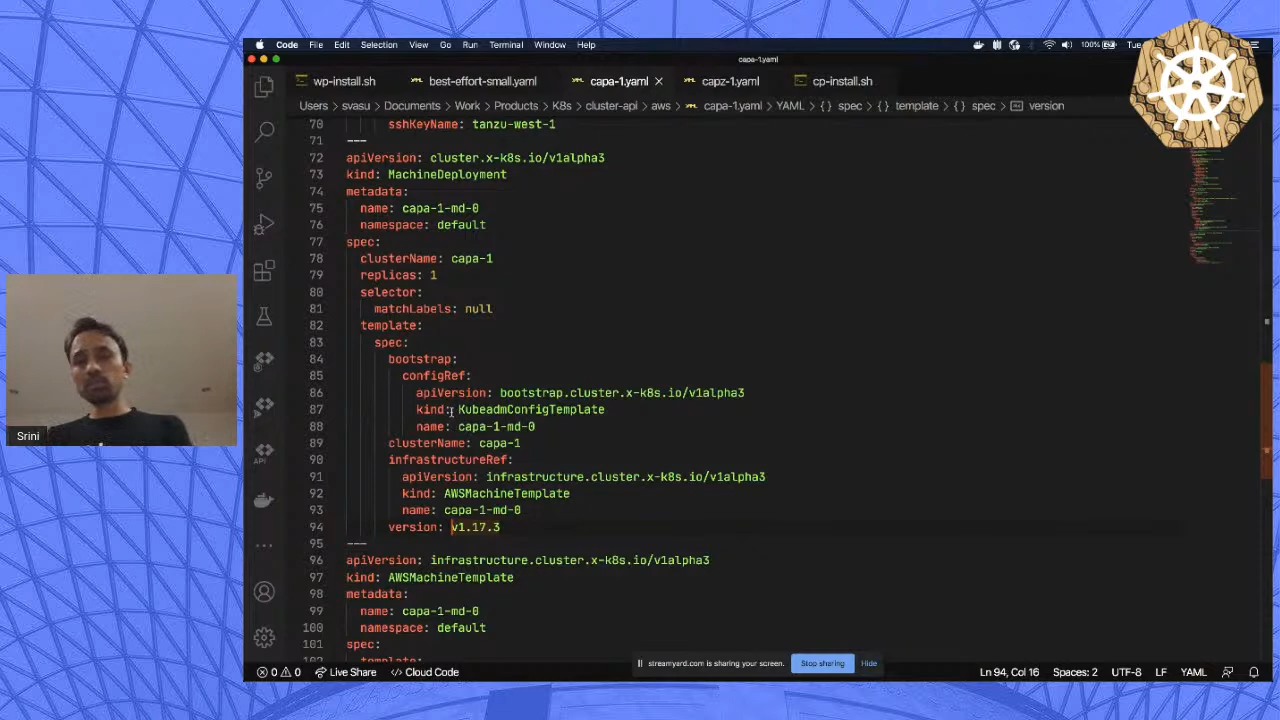 Code File Edit Selection View Go Run Terminal Window Help 100% Tue
capa-1.yaml
wp-install.sh best-effort-small.yaml capa-1.yaml capz-1.yaml cp-install.sh
Users > svasu > Documents > Work > Products > K8s > cluster-api > aws > capa-1.yaml > YAML > {} spec > {} template > {} spec > version
70 sshKeyName: tanzu-west-1
71 ---
72 apiVersion: cluster.x-k8s.io/v1alpha3
73 kind: MachineDeployment
74 metadata:
75 name: capa-1-md-0
76 namespace: default
77 spec:
78 clusterName: capa-1
79 replicas: 1
80 selector:
81 matchLabels: null
82 template:
83 spec:
84 bootstrap:
85 configRef:
86 apiVersion: bootstrap.cluster.x-k8s.io/v1alpha3
87 kind: KubeadmConfigTemplate
88 name: capa-1-md-0
89 clusterName: capa-1
90 infrastructureRef:
91 apiVersion: infrastructure.cluster.x-k8s.io/v1alpha3
92 kind: AWSMachineTemplate
93 name: capa-1-md-0
94 version: v1.17.3
95 ---
96 apiVersion: infrastructure.cluster.x-k8s.io/v1alpha3
97 kind: AWSMachineTemplate
98 metadata:
99 name: capa-1-md-0
100 namespace: default
101 spec:
102 template:
API
Srini
streamyard.com is sharing your screen. Stop sharing Hide
0 0 Live Share Cloud Code Ln 94, Col 16 Spaces: 2 UTF-8 LF YAML